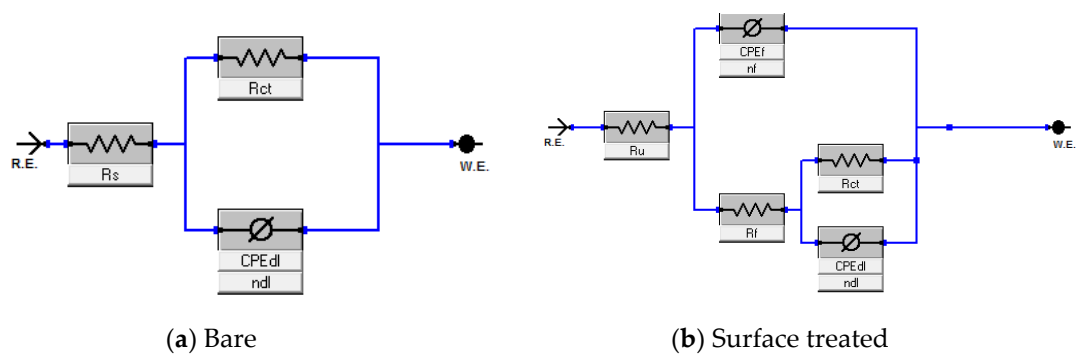 Rct
R.E.
Rs
W.E.
CPEdl
ndl
(a) Bare
CPEf
nf
R.E.
Ru
W.E.
Rct
Rf
CPEdl
ndl
(b) Surface treated